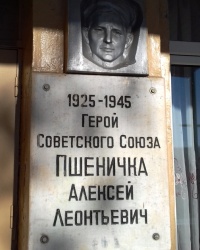 1925-1945
Герой
Советского Союза
Пшеничка
Алексей
Леонтьевич